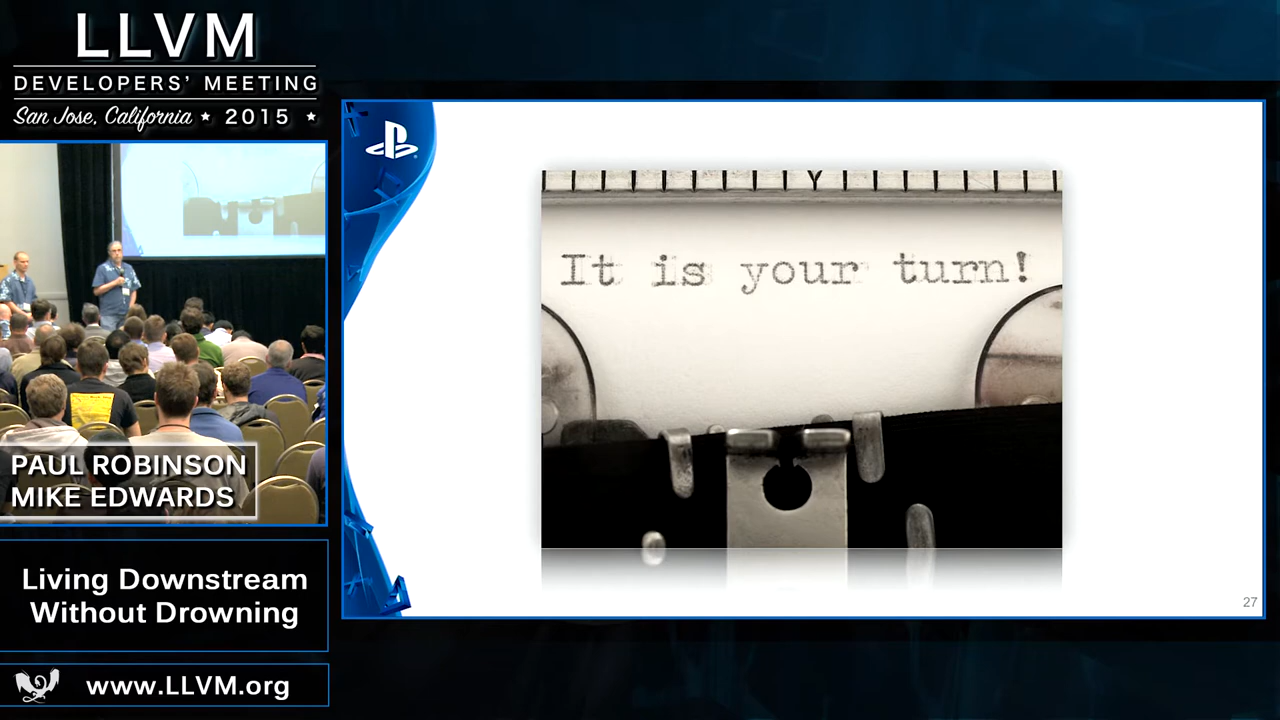 LLVM
DEVELOPERS' MEETING
San Jose, California ★ 2015 ★
PAUL ROBINSON
MIKE EDWARDS
Living Downstream
Without Drowning
www.LLVM.org
It is your turn!
27